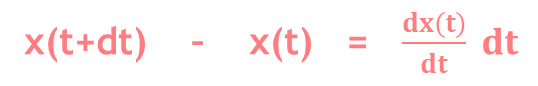 x(t+dt) - x(t) = dx(t)/dt dt